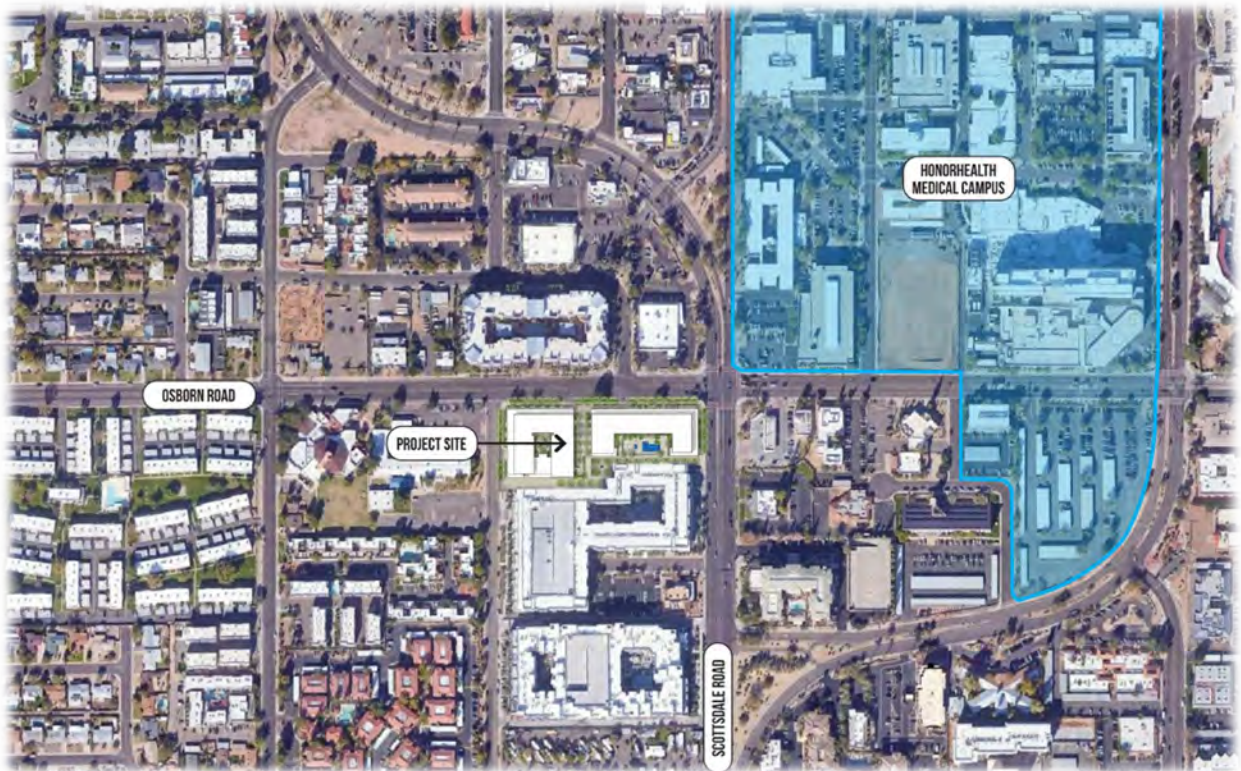 HONORHEALTH
MEDICAL CAMPUS
OSBORN ROAD
PROJECT SITE
SCOTTSDALE ROAD